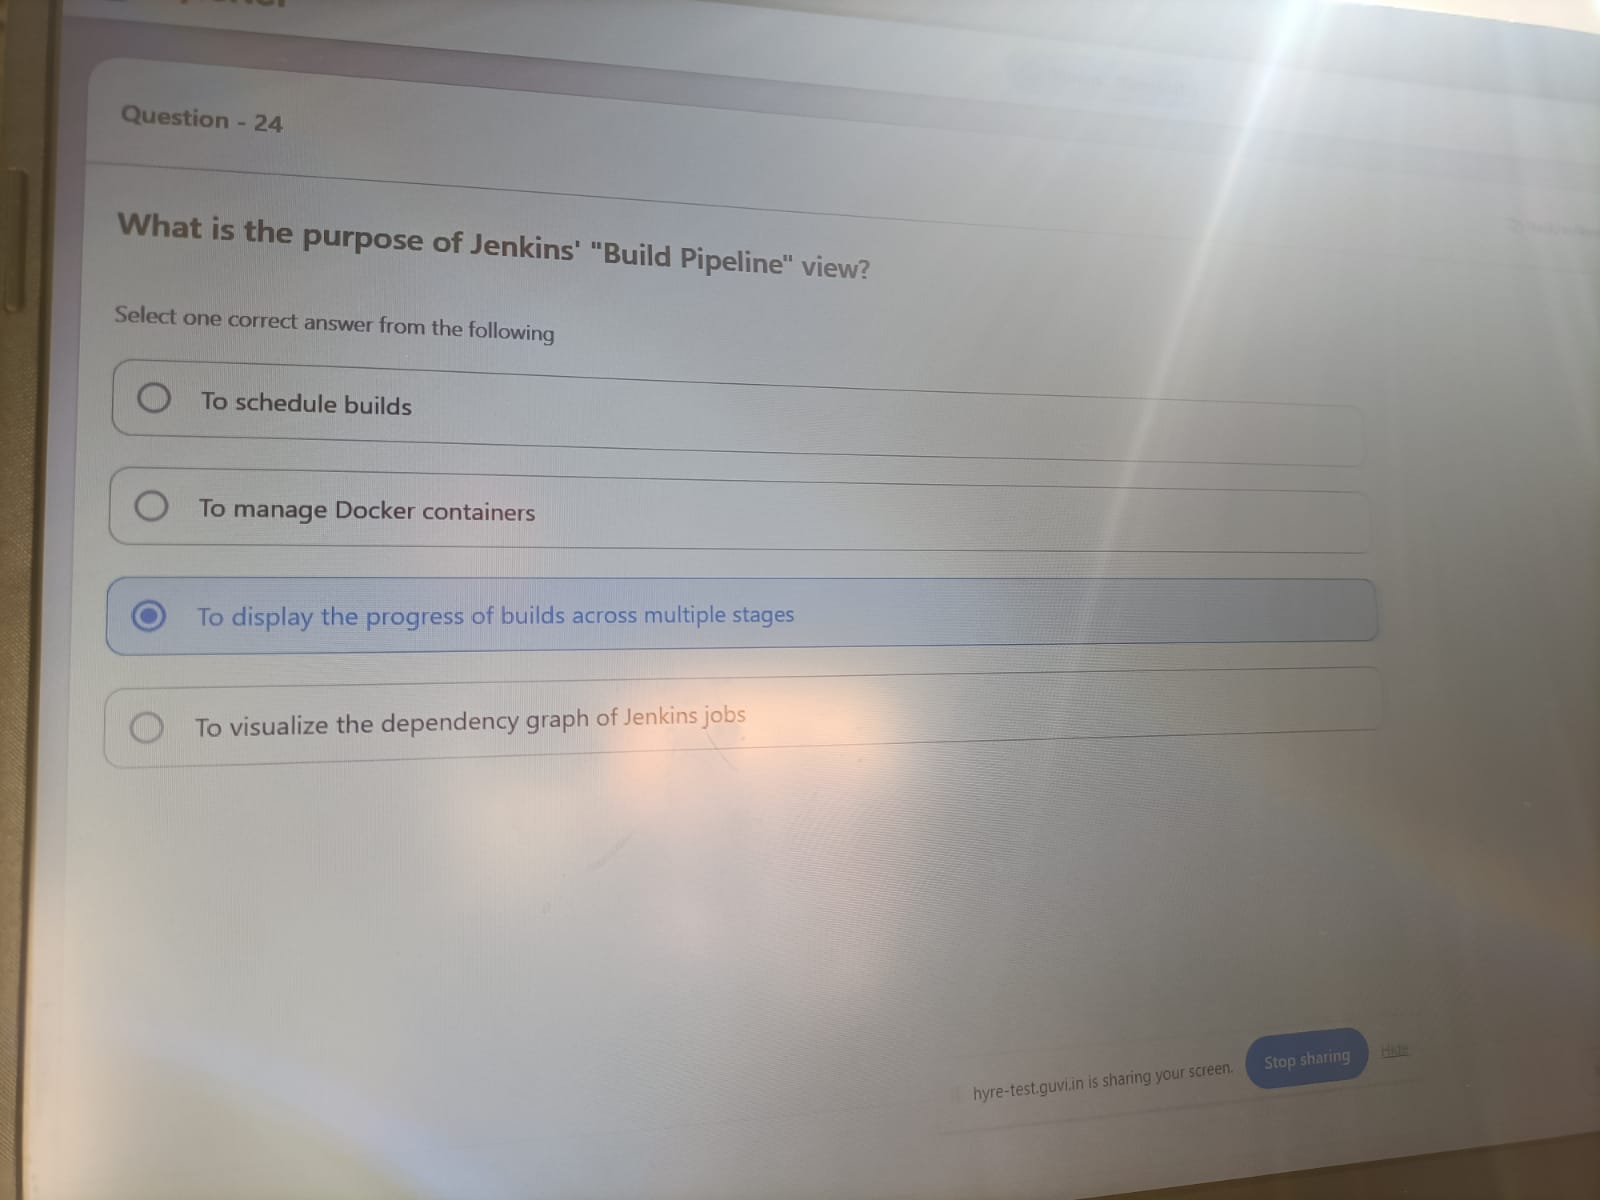 Question - 24
What is the purpose of Jenkins' "Build Pipeline" view?
Select one correct answer from the following
To schedule builds
To manage Docker containers
To display the progress of builds across multiple stages
To visualize the dependency graph of Jenkins jobs
hyre-test.guvi.in is sharing your screen.
Stop sharing
Hide